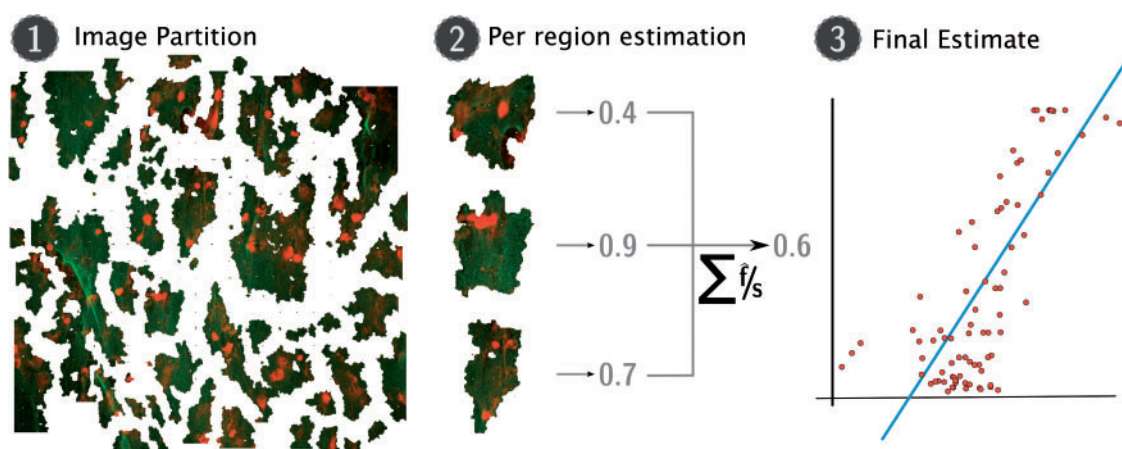 1 Image Partition
2 Per region estimation
3 Final Estimate
0.4
0.9
0.7
∑ f̂/s
0.6